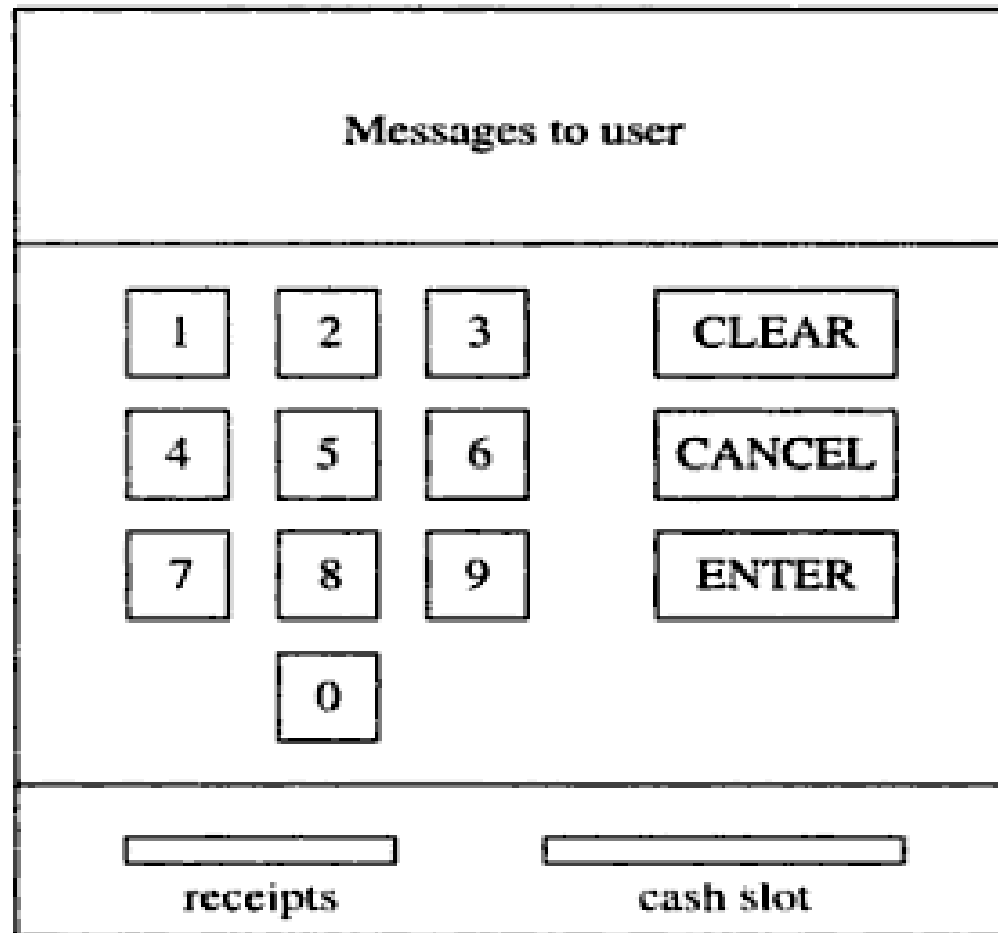 Messages to user
1 2 3 CLEAR
4 5 6 CANCEL
7 8 9 ENTER
0
receipts cash slot